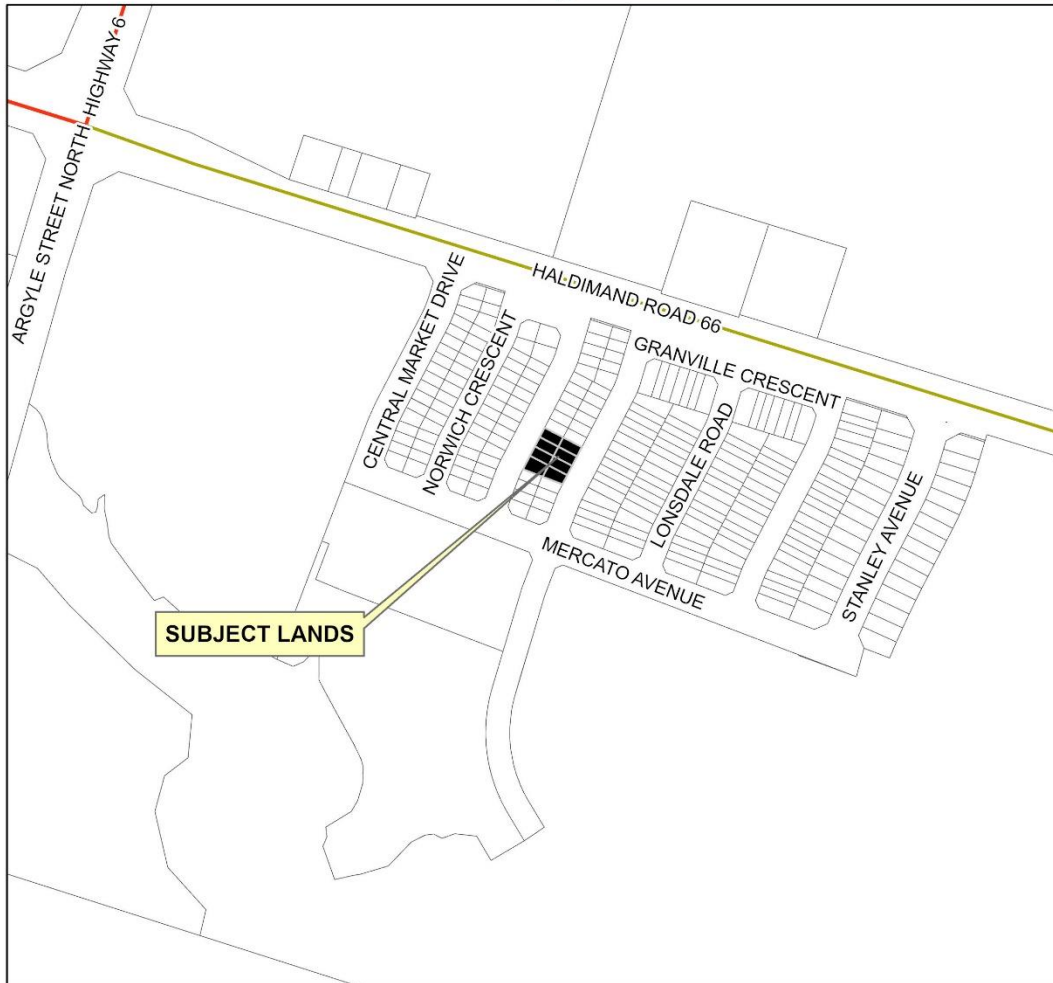 HIGHWAY 6
ARGYLE STREET NORTH
HALDIMAND ROAD 66
CENTRAL MARKET DRIVE
NORWICH CRESCENT
GRANVILLE CRESCENT
LONSDALE ROAD
STANLEY AVENUE
MERCATO AVENUE
SUBJECT LANDS